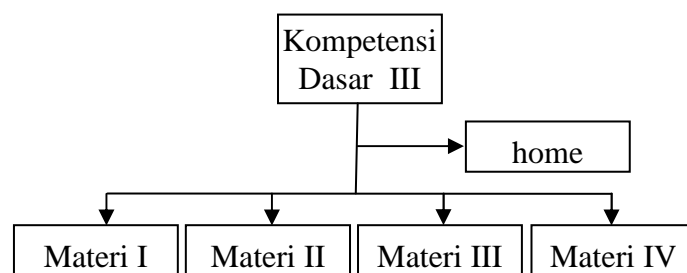 Kompetensi
Dasar III
home
Materi I
Materi II
Materi III
Materi IV